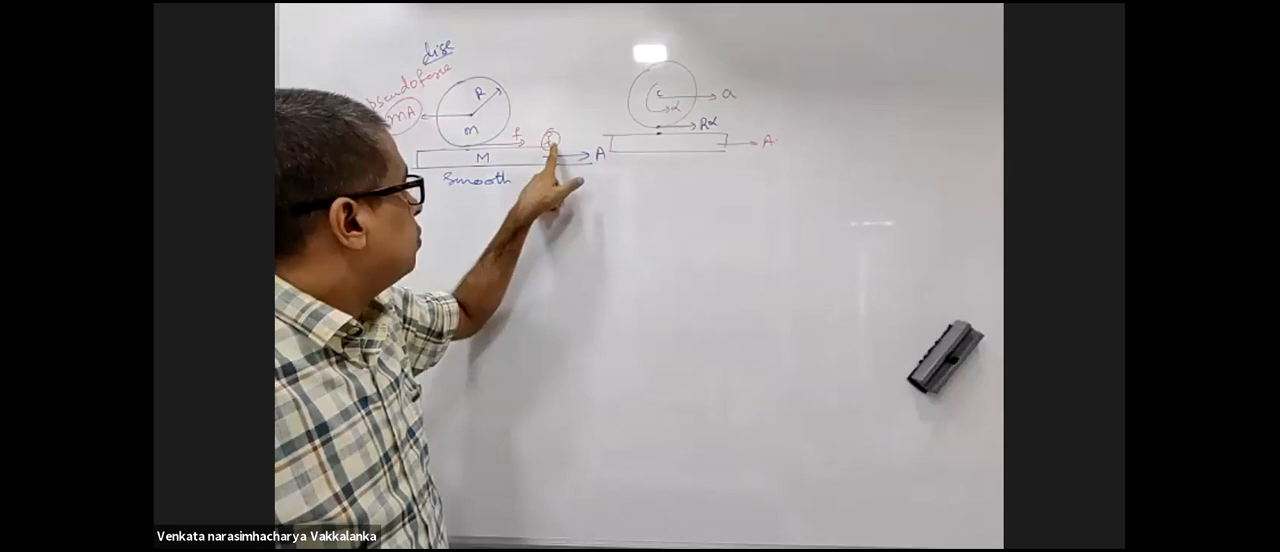 disc
pseudoforce
mA
R
m
f
f
M
A
Smooth
c
a
α
Rα
A
Venkata narasimhacharya Vakkalanka